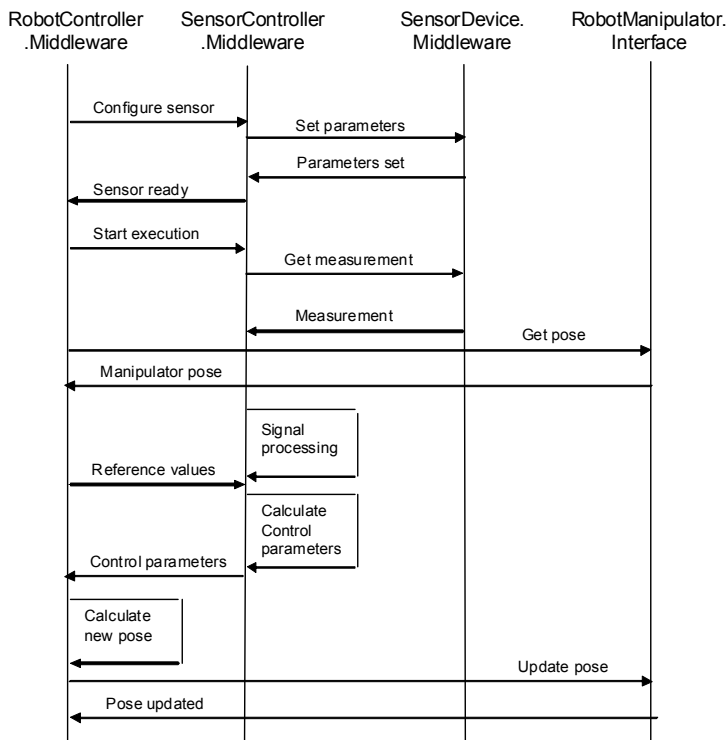 RobotController
.Middleware
SensorController
.Middleware
SensorDevice.
Middleware
RobotManipulator.
Interface
Configure sensor
Set parameters
Parameters set
Sensor ready
Start execution
Get measurement
Measurement
Get pose
Manipulator pose
Signal
processing
Reference values
Calculate
Control
parameters
Control parameters
Calculate
new pose
Update pose
Pose updated